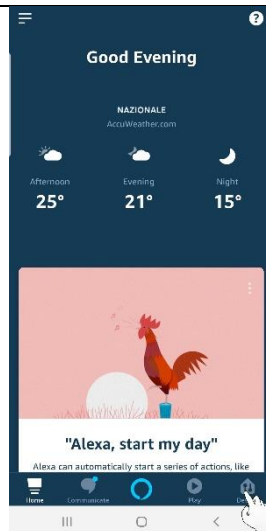 ?
Good Evening
NAZIONALE
AccuWeather.com
Afternoon Evening Night
25° 21° 15°
"Alexa, start my day"
Alexa can automatically start a series of actions, like
Home Communicate Play